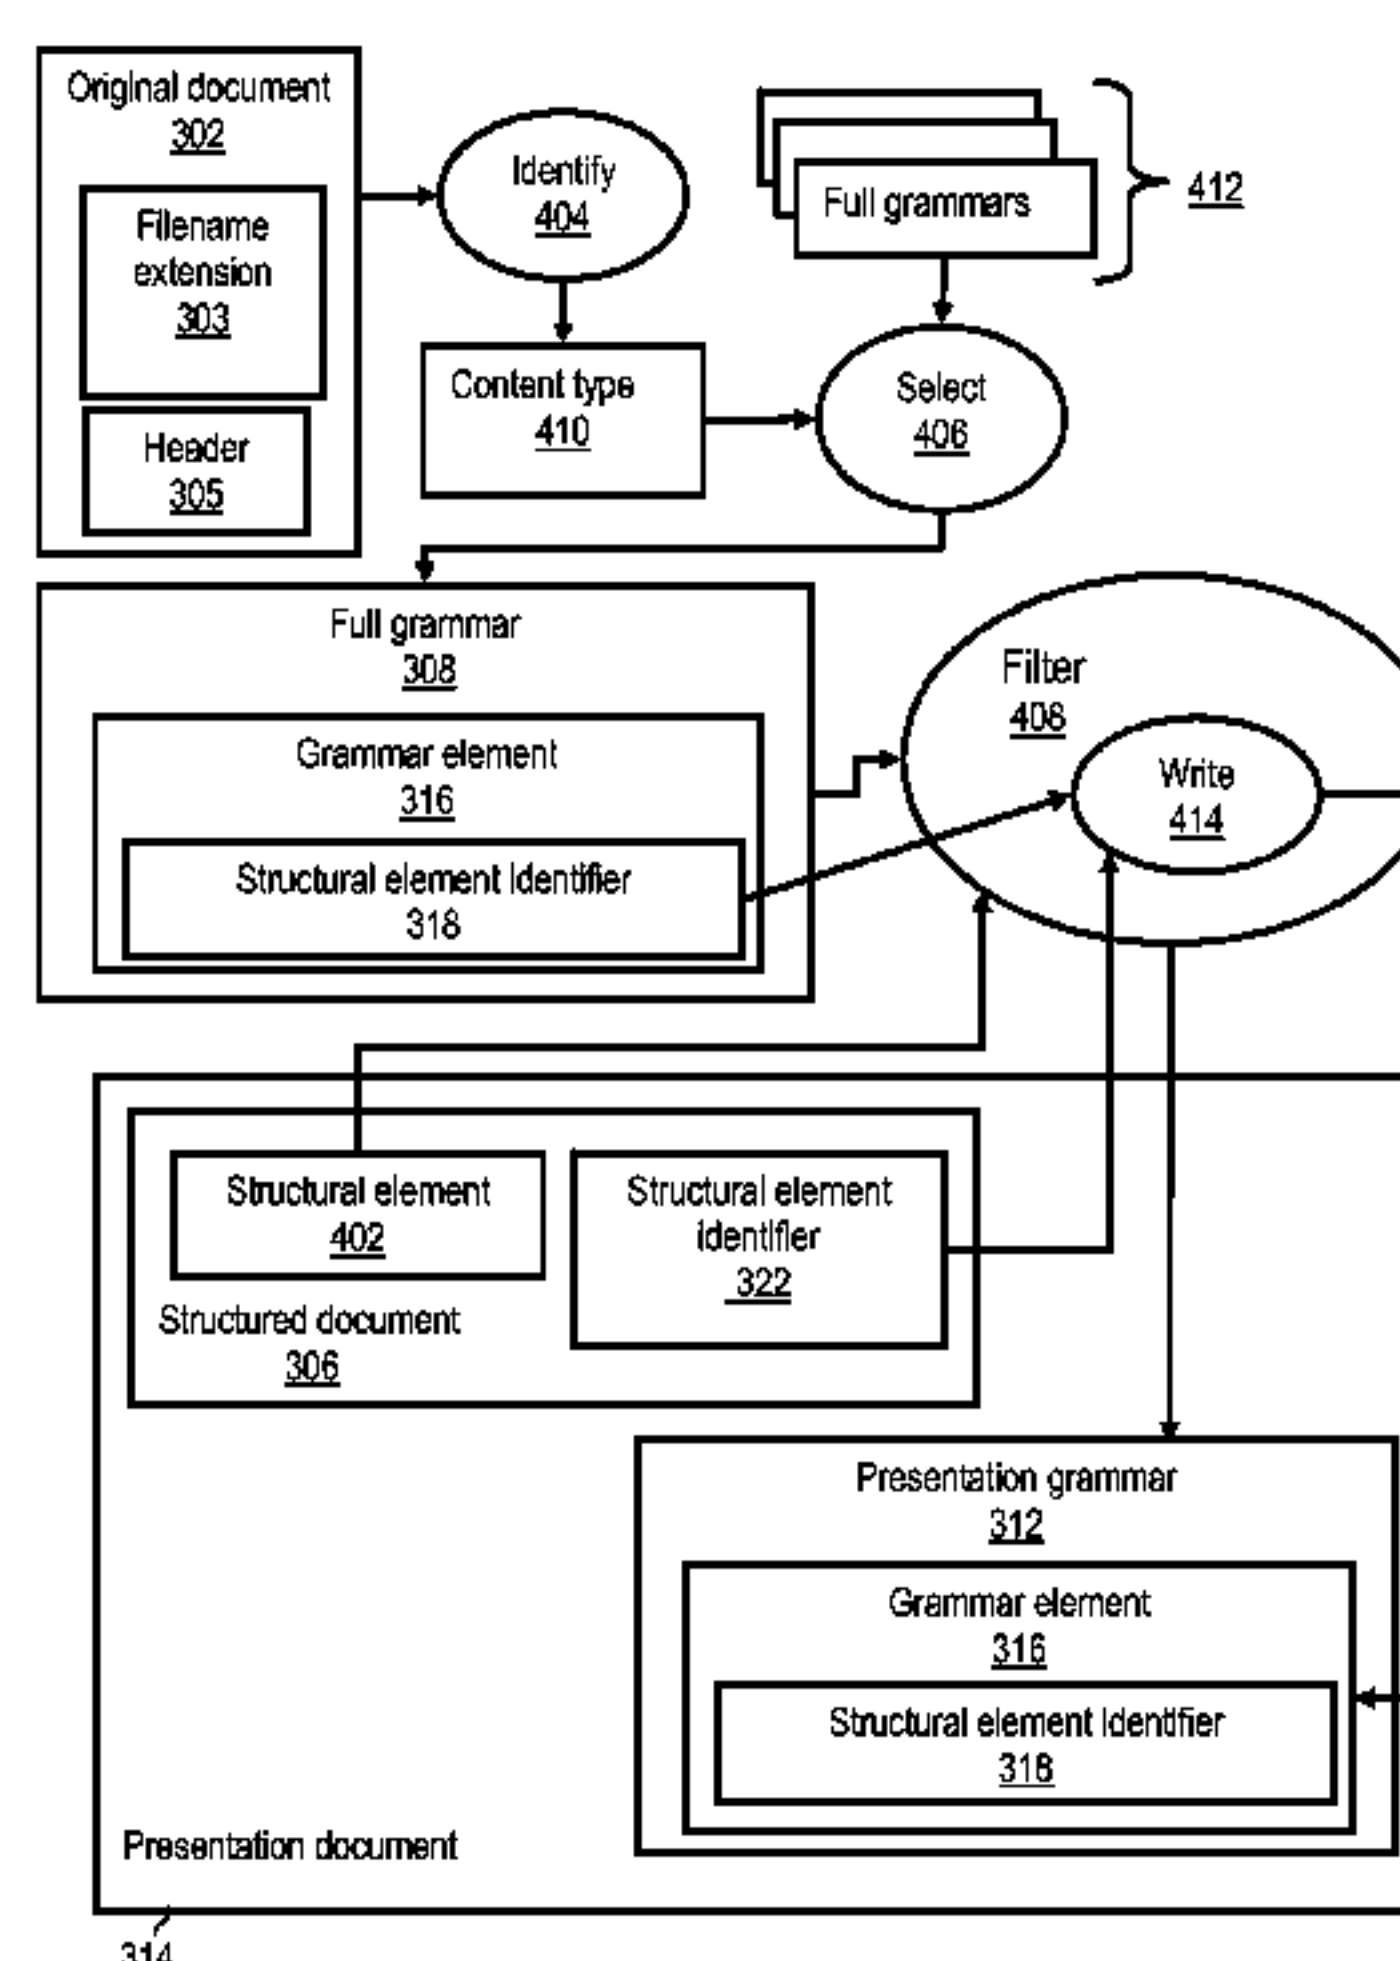 Original document
302
Filename
extension
303
Header
305
Identify
404
Full grammars
412
Content type
410
Select
406
Full grammar
308
Grammar element
316
Structural element identifier
318
Filter
408
Write
414
Structural element
402
Structural element
identifier
322
Structured document
306
Presentation grammar
312
Grammar element
316
Structural element identifier
318
Presentation document
314